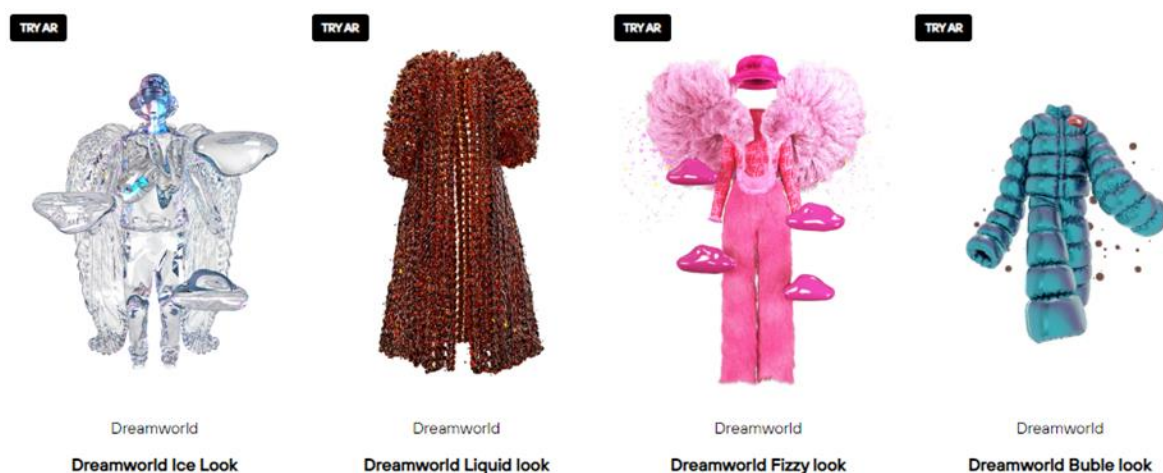 TRY AR
TRY AR
TRY AR
TRY AR
Dreamworld
Dreamworld
Dreamworld
Dreamworld
Dreamworld Ice Look
Dreamworld Liquid look
Dreamworld Fizzy look
Dreamworld Buble look